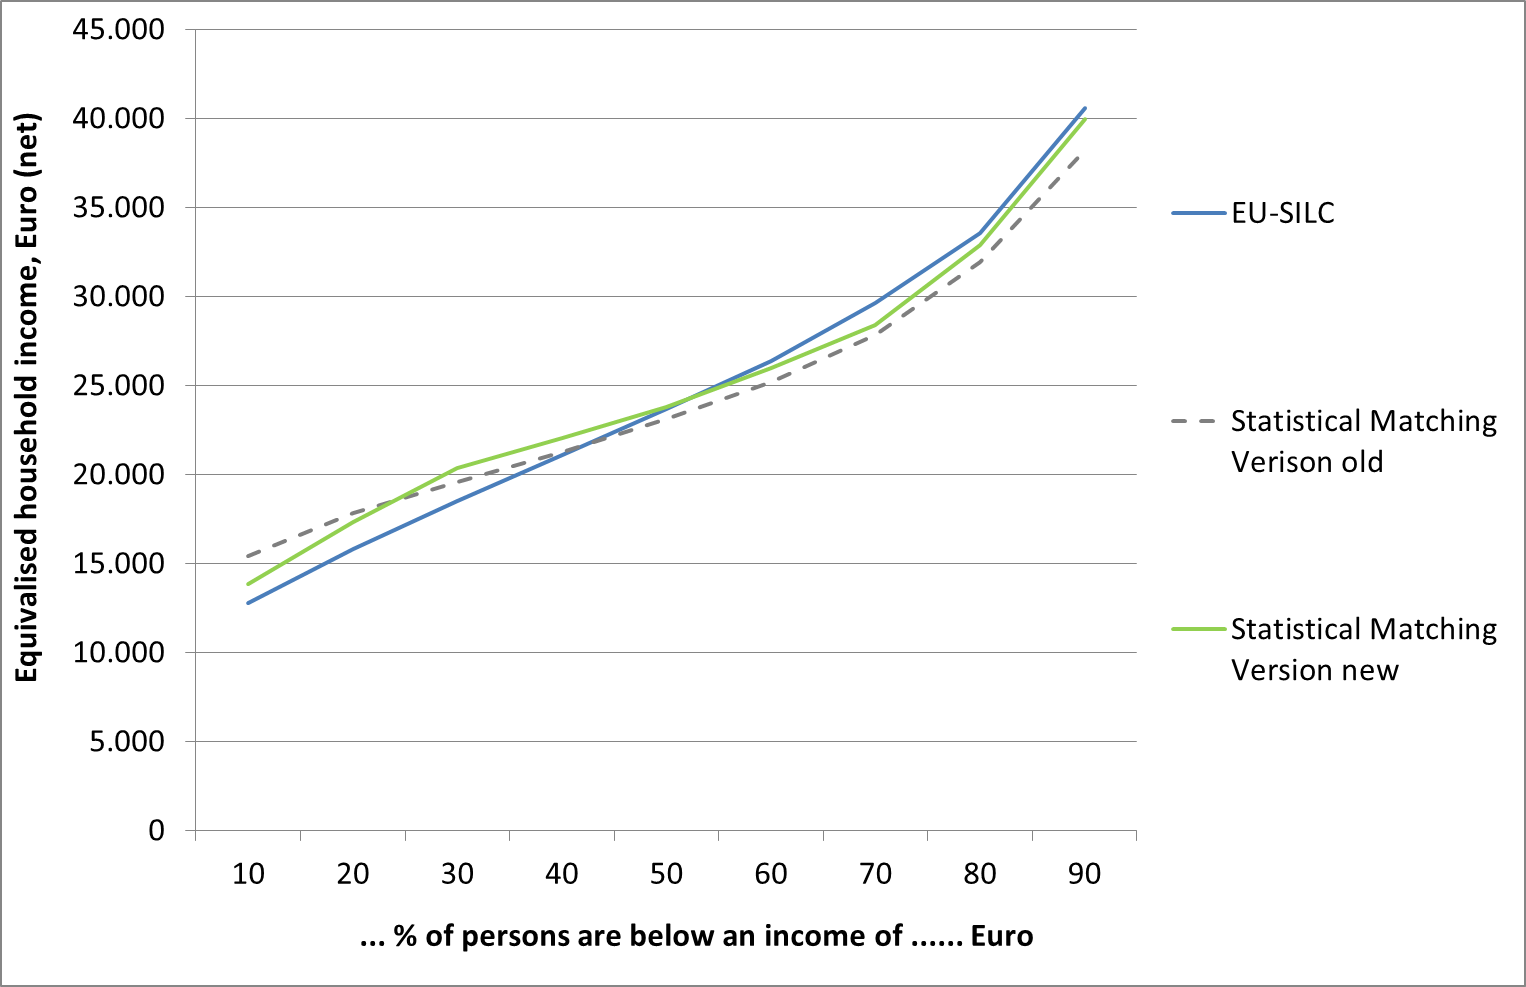 Equivalised household income, Euro (net)
45.000
40.000
35.000
30.000
25.000
20.000
15.000
10.000
5.000
0
10 20 30 40 50 60 70 80 90
... % of persons are below an income of ...... Euro
EU-SILC
Statistical Matching
Verison old
Statistical Matching
Version new